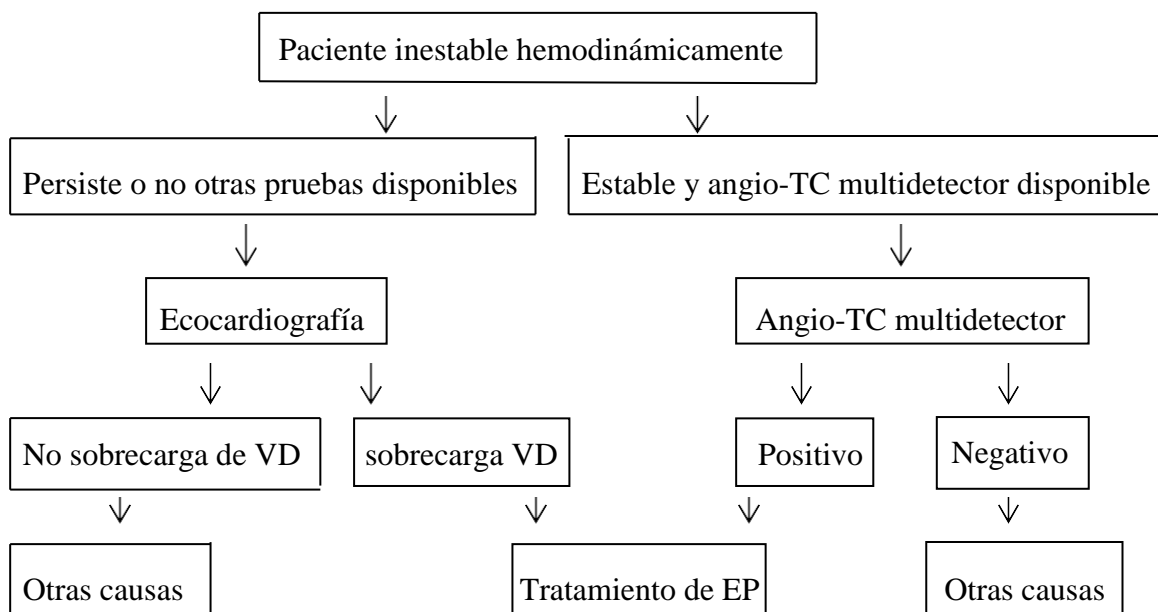 Paciente inestable hemodinámicamente
Persiste o no otras pruebas disponibles
Estable y angio-TC multidetector disponible
Ecocardiografía
Angio-TC multidetector
No sobrecarga de VD
sobrecarga VD
Positivo
Negativo
Otras causas
Tratamiento de EP
Otras causas